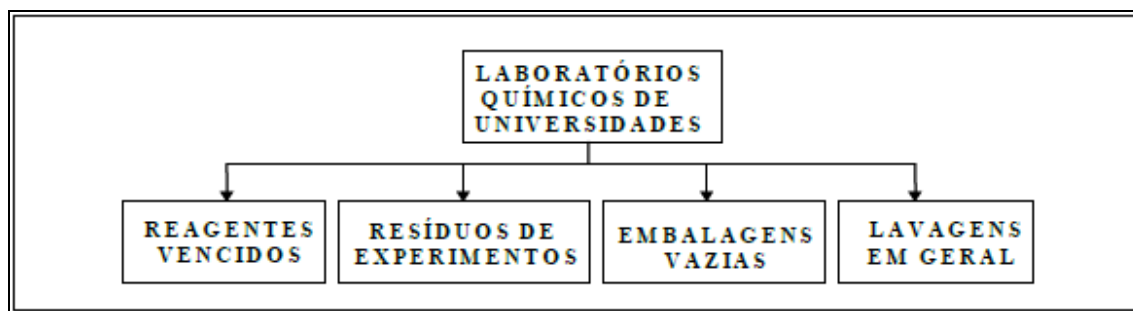 LABORATÓRIOS
QUÍMICOS DE
UNIVERSIDADES
REAGENTES
VENCIDOS
RESÍDUOS DE
EXPERIMENTOS
EMBALAGENS
VAZIAS
LAVAGENS
EM GERAL